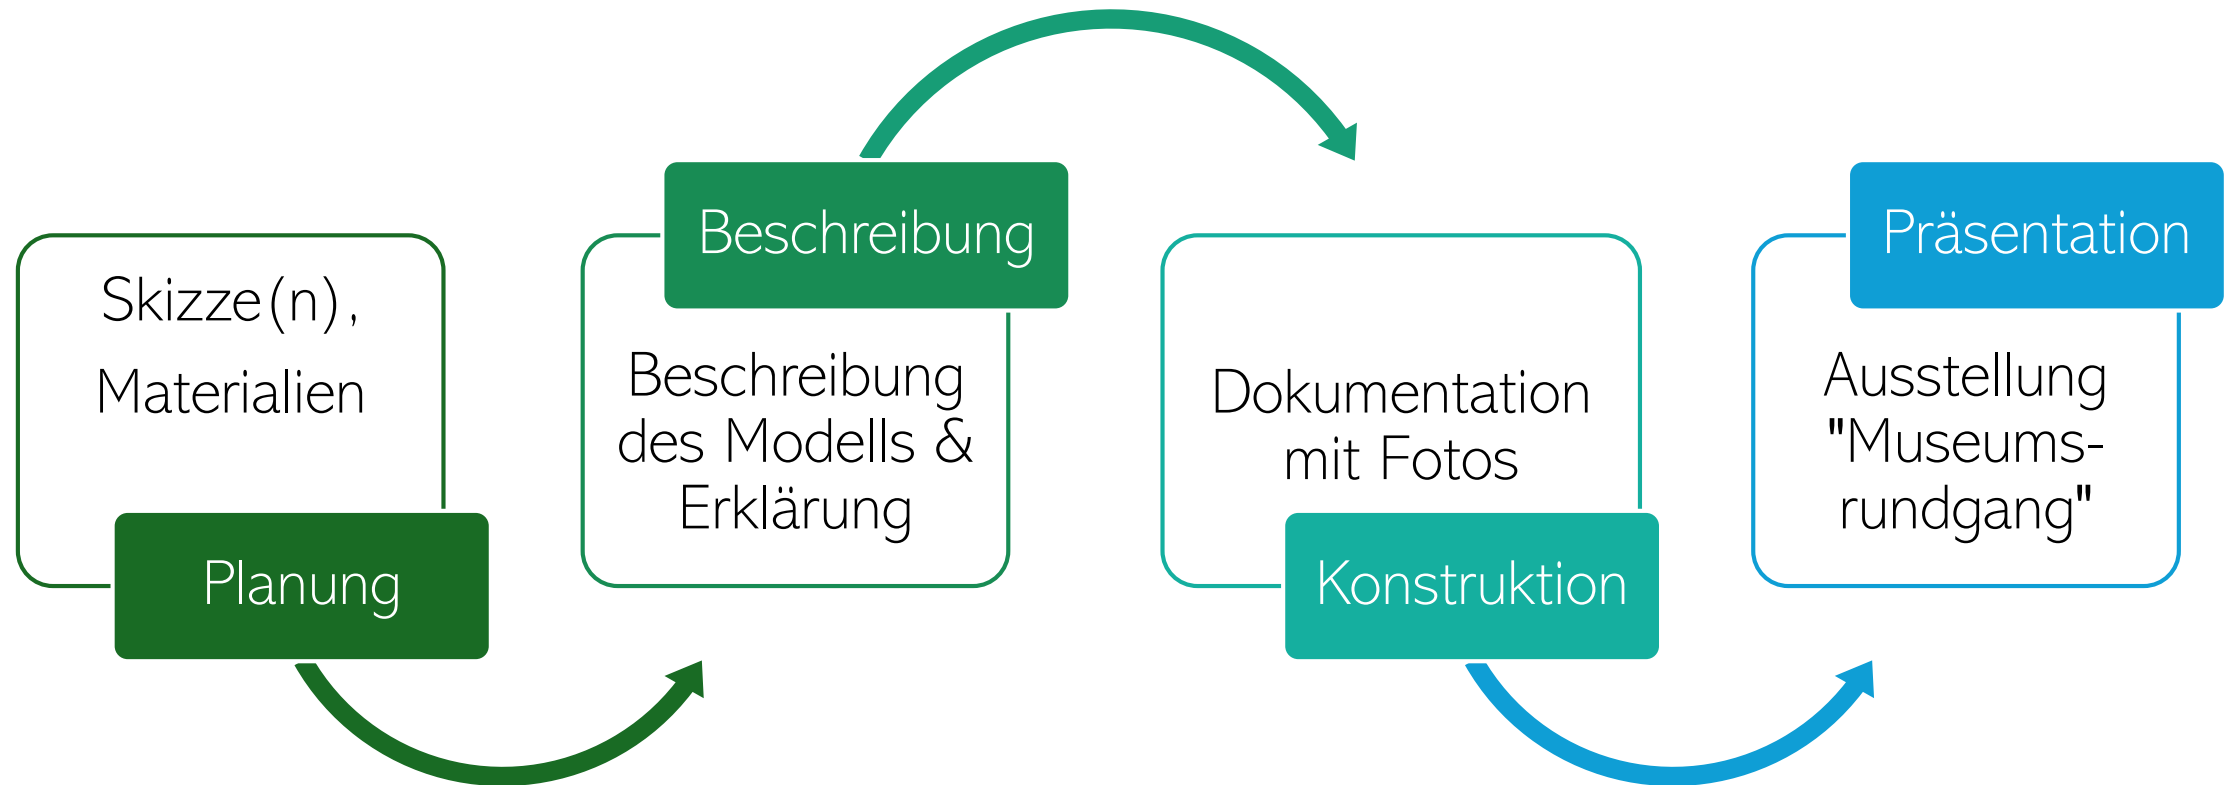 Skizze(n),
Materialien
Planung
Beschreibung
Beschreibung
des Modells &
Erklärung
Dokumentation
mit Fotos
Konstruktion
Präsentation
Ausstellung
"Museums-
rundgang"